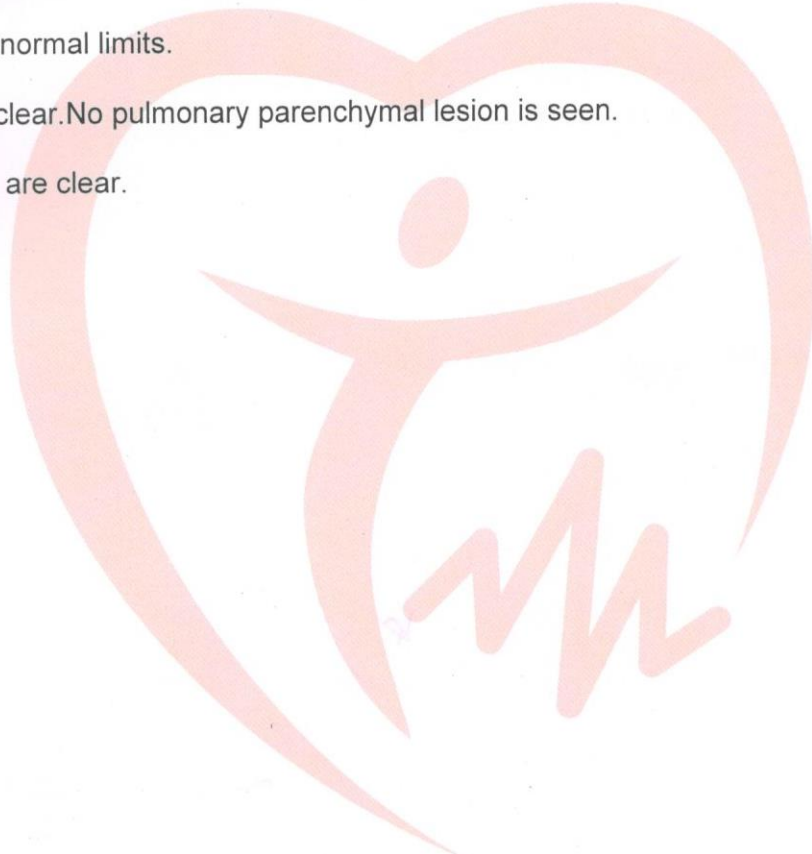 normal limits.
clear.No pulmonary parenchymal lesion is seen.
are clear.